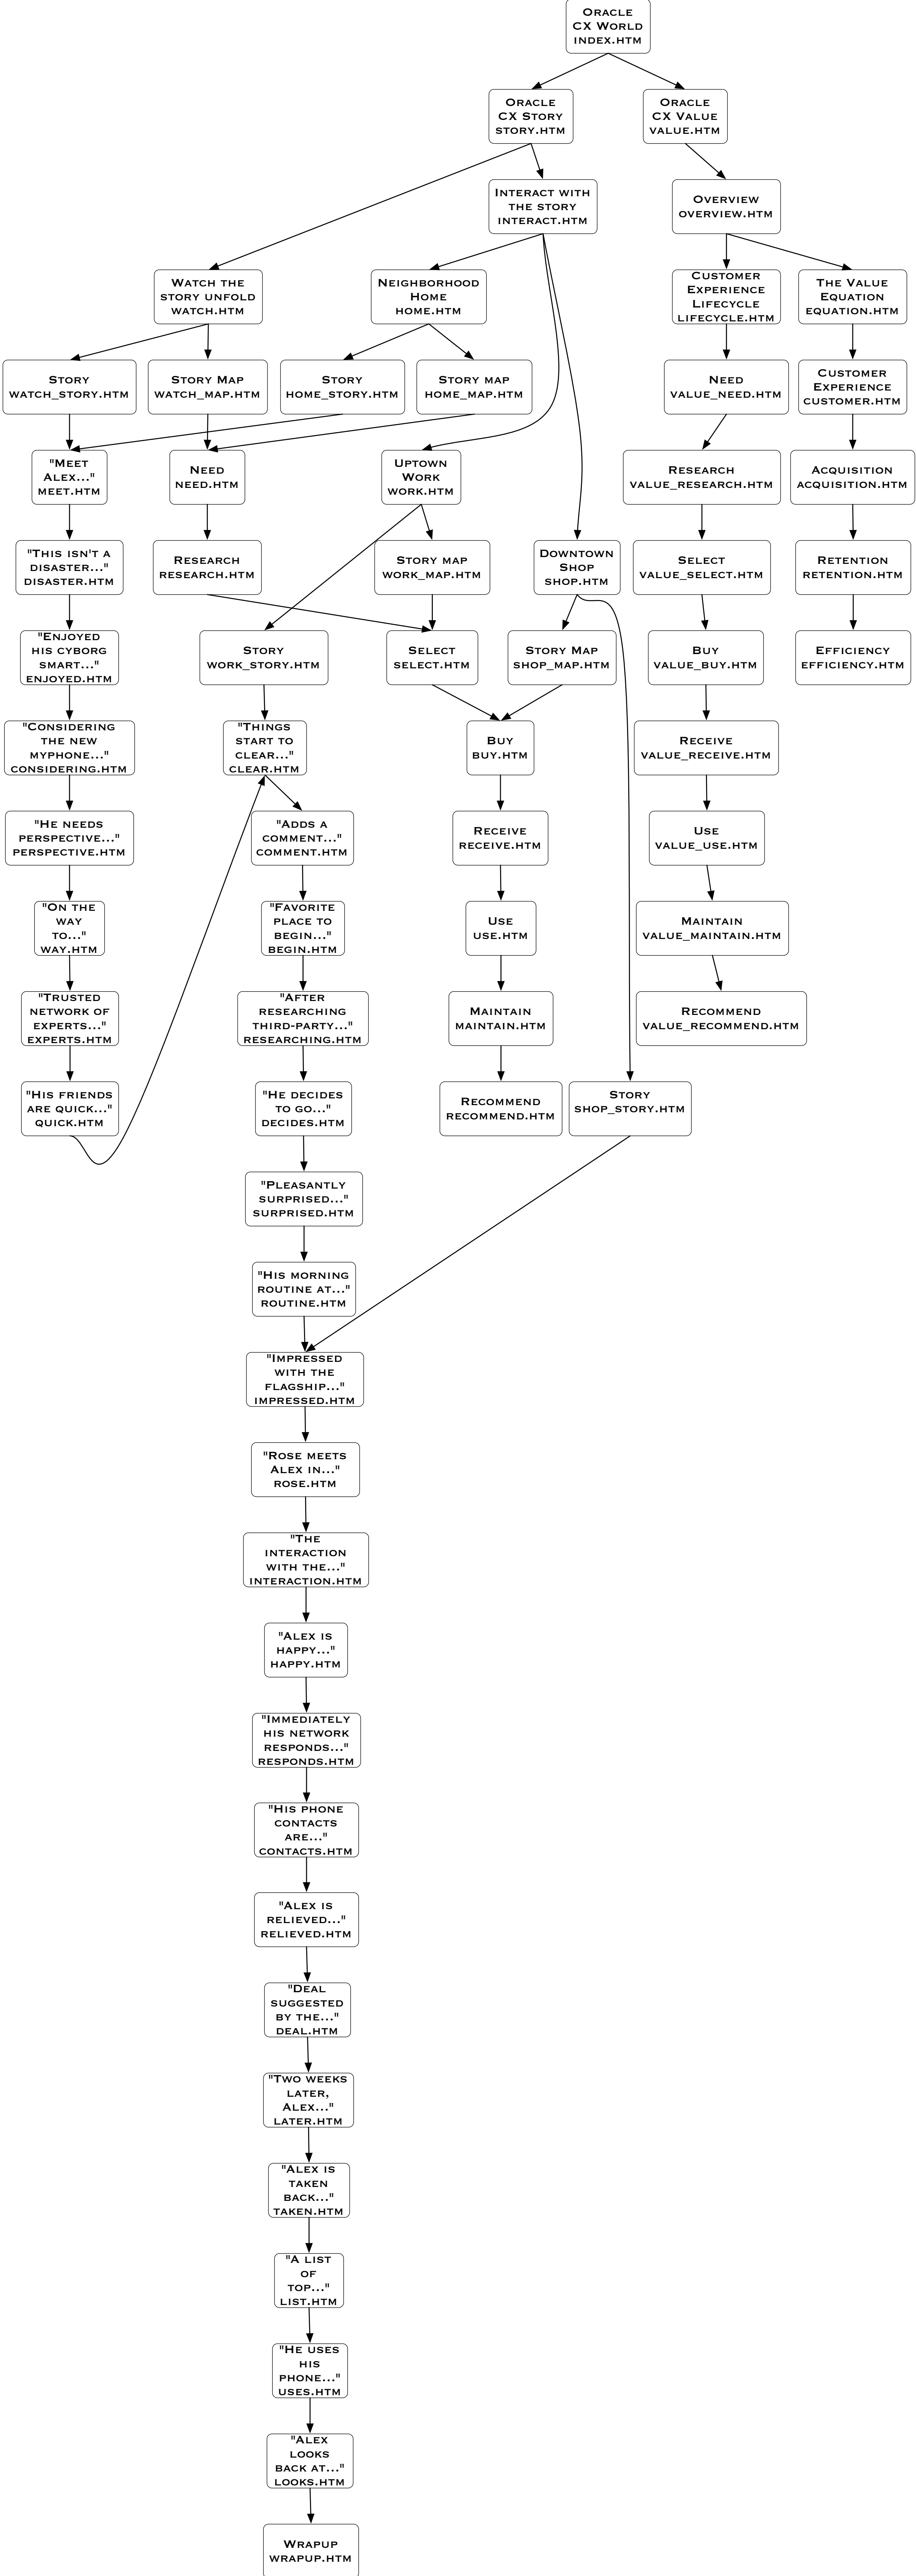 Oracle
CX World
index.htm
Oracle
CX Story
story.htm
Oracle
CX Value
value.htm
Interact with
the story
interact.htm
Overview
overview.htm
Watch the
story unfold
watch.htm
Neighborhood
Home
home.htm
Customer
Experience
Lifecycle
lifecycle.htm
The Value
Equation
equation.htm
Story
watch_story.htm
Story Map
watch_map.htm
Story
home_story.htm
Story map
home_map.htm
Need
value_need.htm
Customer
Experience
customer.htm
"Meet
Alex..."
meet.htm
Need
need.htm
Uptown
Work
work.htm
Research
value_research.htm
Acquisition
acquisition.htm
"This isn't a
disaster..."
disaster.htm
Research
research.htm
Story map
work_map.htm
Downtown
Shop
shop.htm
Select
value_select.htm
Retention
retention.htm
"Enjoyed
his cyborg
smart..."
enjoyed.htm
Story
work_story.htm
Select
select.htm
Story Map
shop_map.htm
Buy
value_buy.htm
Efficiency
efficiency.htm
"Considering
the new
myPhone..."
considering.htm
"Things
start to
clear..."
clear.htm
Buy
buy.htm
Receive
value_receive.htm
"He needs
perspective..."
perspective.htm
"Adds a
comment..."
comment.htm
Receive
receive.htm
Use
value_use.htm
"On the
way
to..."
way.htm
"Favorite
place to
begin..."
begin.htm
Use
use.htm
Maintain
value_maintain.htm
"Trusted
network of
experts..."
experts.htm
"After
researching
third-party..."
researching.htm
Maintain
maintain.htm
Recommend
value_recommend.htm
"His friends
are quick..."
quick.htm
"He decides
to go..."
decides.htm
Recommend
recommend.htm
Story
shop_story.htm
"Pleasantly
surprised..."
surprised.htm
"His morning
routine at..."
routine.htm
"Impressed
with the
flagship..."
impressed.htm
"Rose meets
Alex in..."
rose.htm
"The
interaction
with the..."
interaction.htm
"Alex is
happy..."
happy.htm
"Immediately
his network
responds..."
responds.htm
"His phone
contacts
are..."
contacts.htm
"Alex is
relieved..."
relieved.htm
"Deal
suggested
by the..."
deal.htm
"Two weeks
later,
Alex..."
later.htm
"Alex is
taken
back..."
taken.htm
"A list
of
top..."
list.htm
"He uses
his
phone..."
uses.htm
"Alex
looks
back at..."
looks.htm
Wrapup
wrapup.htm